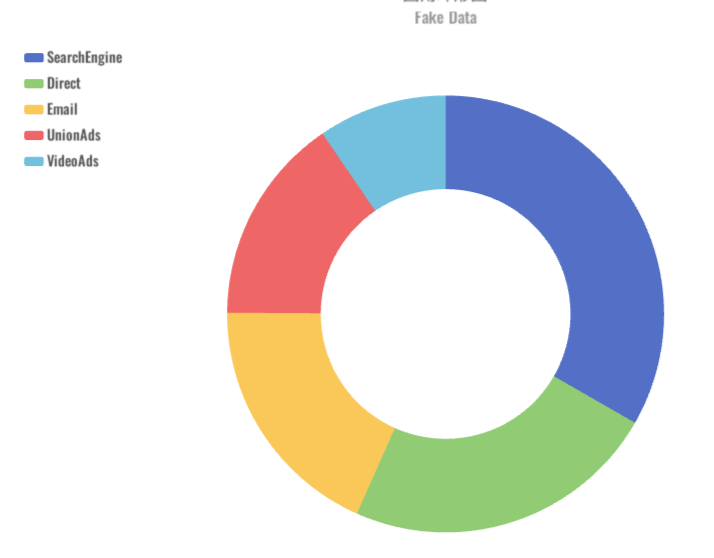 Fake Data
SearchEngine
Direct
Email
UnionAds
VideoAds